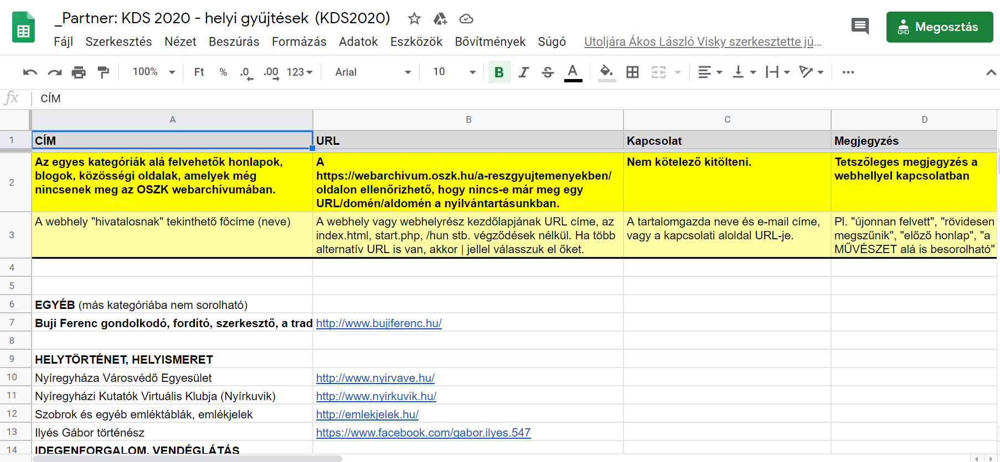 _Partner: KDS 2020 - helyi gyűjtések (KDS2020)
Fájl Szerkesztés Nézet Beszúrás Formázás Adatok Eszközök Bővítmények Súgó Utoljára Ákos László Visky szerkesztette jú…
Megosztás
100% Ft % .0 .00 123 Arial 10 B I S A
fx CÍM
A B C D
1 CÍM URL Kapcsolat Megjegyzés
2
Az egyes kategóriák alá felvehetők honlapok,
blogok, közösségi oldalak, amelyek még
nincsenek meg az OSZK webarchívumában.
A
https://webarchivum.oszk.hu/a-reszgyujtemenyekben/
oldalon ellenőrizhető, hogy nincs-e már meg egy
URL/domén/aldomén a nyilvántartásunkban.
Nem kötelező kitölteni.
Tetszőleges megjegyzés a
webhellyel kapcsolatban
3
A webhely "hivatalosnak" tekinthető főcíme (neve)
A webhely vagy webhelyrész kezdőlapjának URL címe, az
index.html, start.php, /hun stb. végződések nélkül. Ha több
alternatív URL is van, akkor | jellel válasszuk el őket.
A tartalomgazda neve és e-mail címe,
vagy a kapcsolati aloldal URL-je.
Pl. "újonnan felvett", "rövidesen
megszűnik", "előző honlap", "a
MŰVÉSZET alá is besorolható"
4
5
6 EGYÉB (más kategóriába nem sorolható)
7 Buji Ferenc gondolkodó, fordító, szerkesztő, a trad http://www.bujiferenc.hu/
8
9 HELYTÖRTÉNET, HELYISMERET
10 Nyíregyháza Városvédő Egyesület http://www.nyirvave.hu/
11 Nyíregyházi Kutatók Virtuális Klubja (Nyírkuvik) http://www.nyirkuvik.hu/
12 Szobrok és egyéb emléktáblák, emlékjelek http://emlekjelek.hu/
13 Ilyés Gábor történész https://www.facebook.com/gabor.ilyes.547
14 IDEGENFORGALOM, VENDÉGLÁTÁS